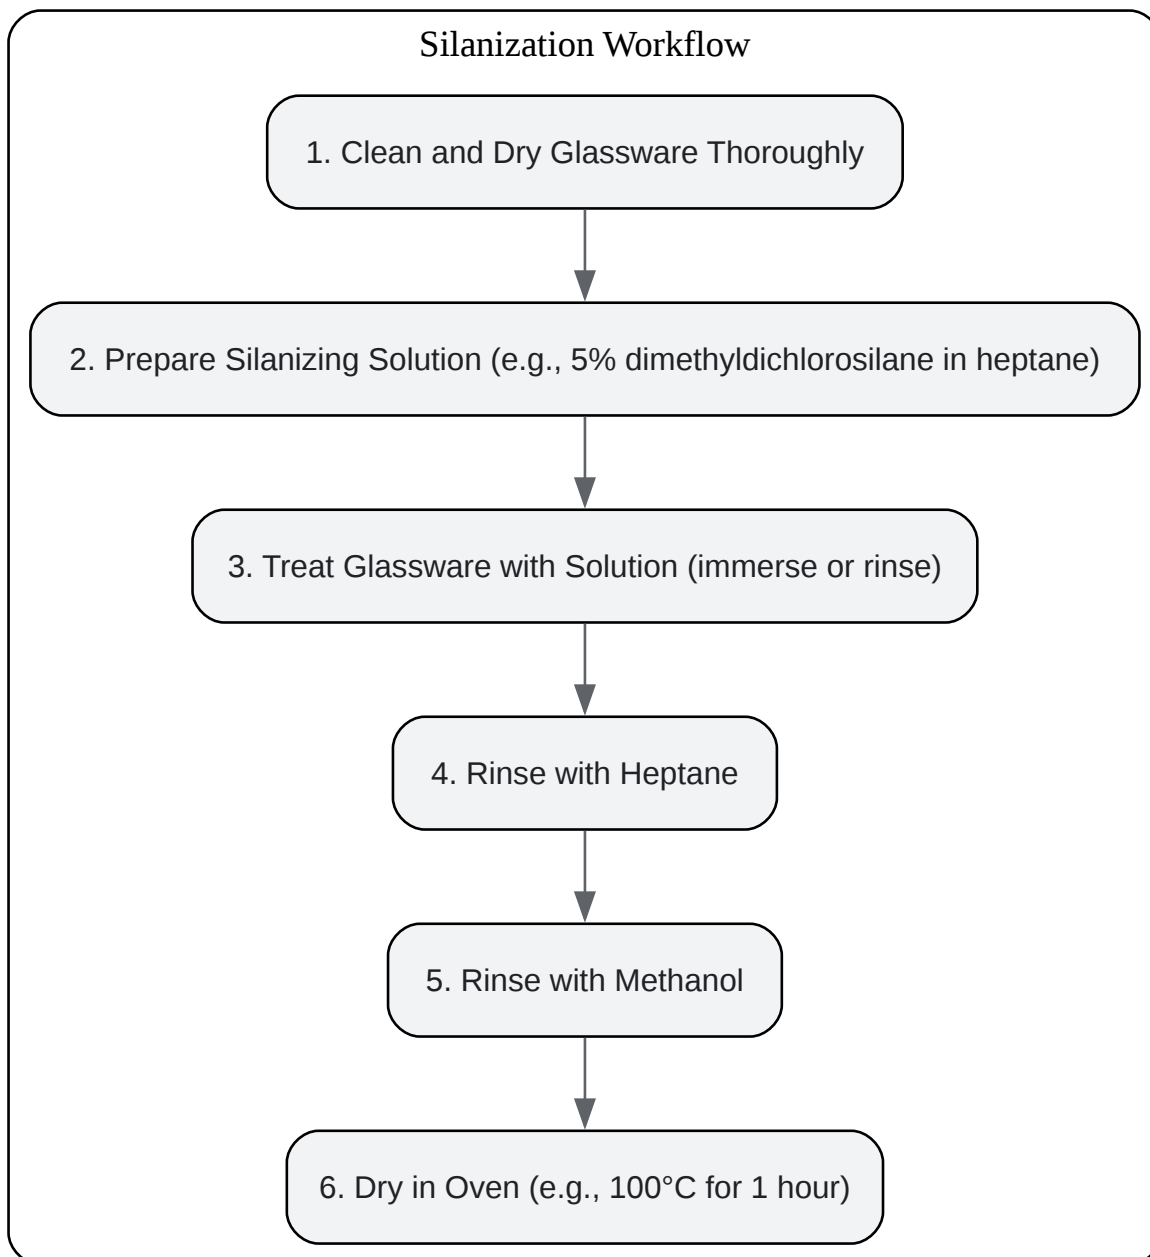 Silanization Workflow
1. Clean and Dry Glassware Thoroughly
2. Prepare Silanizing Solution (e.g., 5% dimethyldichlorosilane in heptane)
3. Treat Glassware with Solution (immerse or rinse)
4. Rinse with Heptane
5. Rinse with Methanol
6. Dry in Oven (e.g., 100°C for 1 hour)